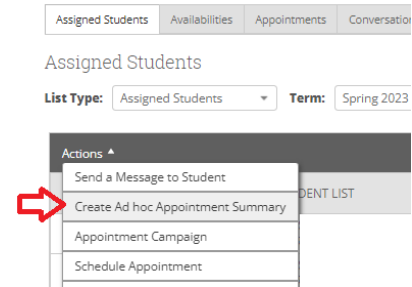 Assigned Students Availabilities Appointments Conversation
Assigned Students
List Type: Assigned Students Term: Spring 2023
Actions
Send a Message to Student
DENT LIST
Create Ad hoc Appointment Summary
Appointment Campaign
Schedule Appointment